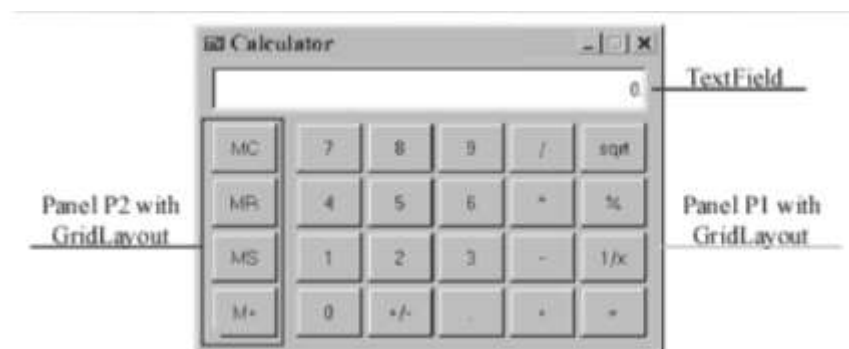 Calculator
0
TextField
MC 7 8 9 / sqrt
MR 4 5 6 * %
Panel P2 with
GridLayout
Panel P1 with
GridLayout
MS 1 2 3 - 1/x
M+ 0 +/- . +